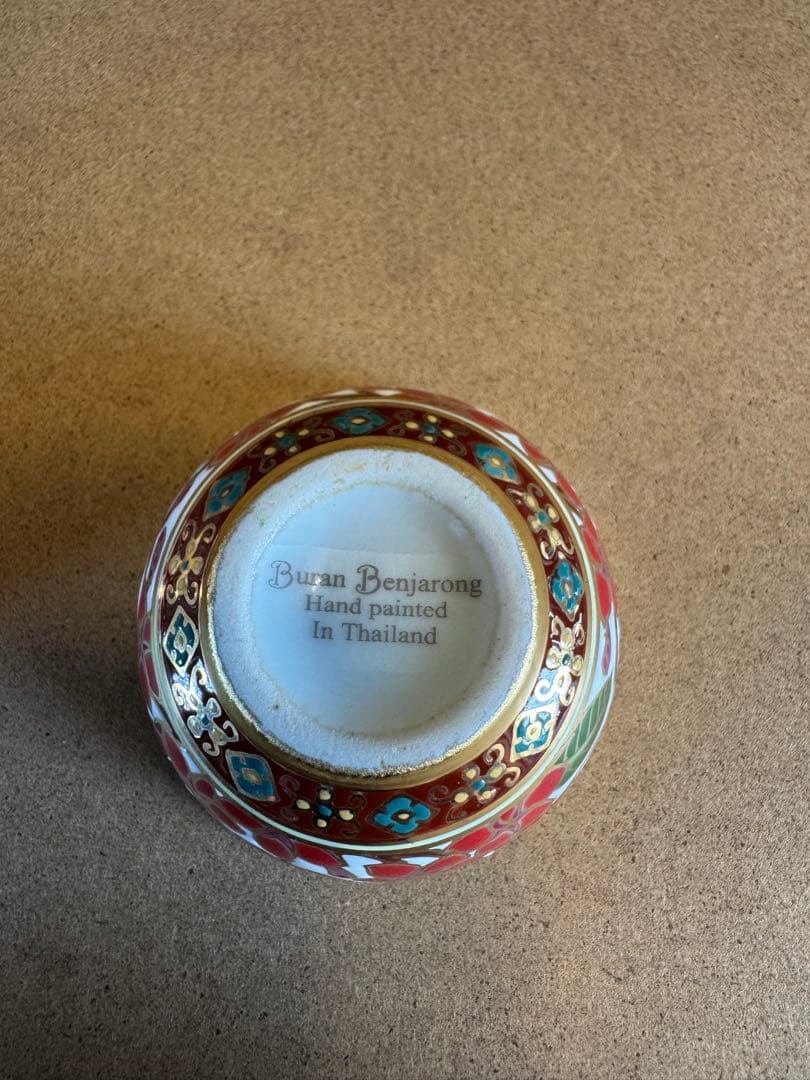 Buran Benjarong
Hand painted
In Thailand